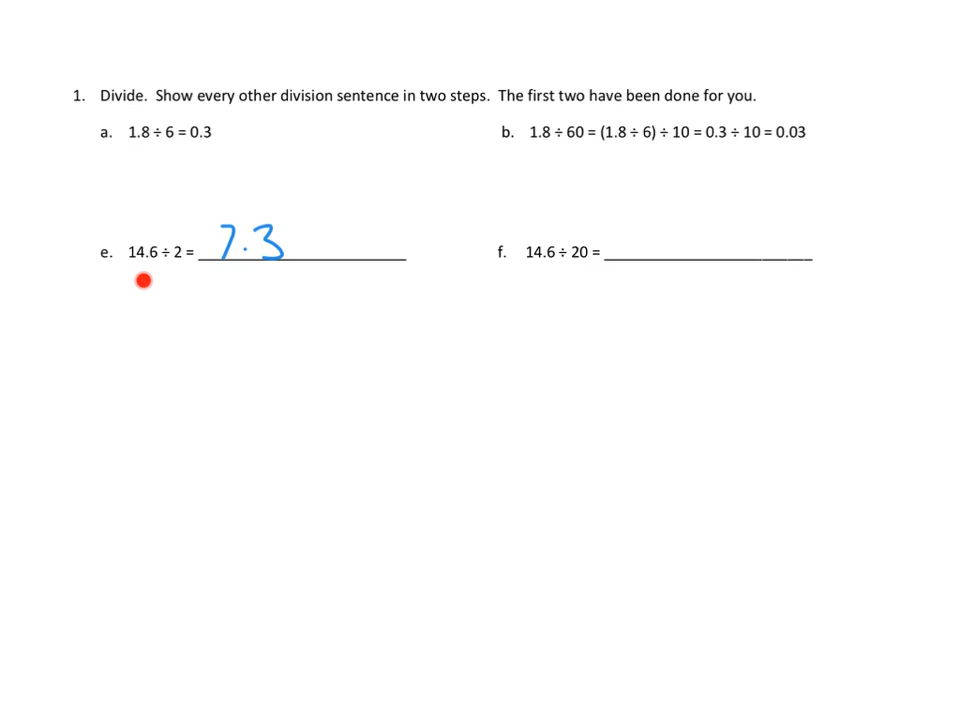 1. Divide. Show every other division sentence in two steps. The first two have been done for you.
a. 1.8 ÷ 6 = 0.3
b. 1.8 ÷ 60 = (1.8 ÷ 6) ÷ 10 = 0.3 ÷ 10 = 0.03
e. 14.6 ÷ 2 = 7.3
f. 14.6 ÷ 20 = ____________________